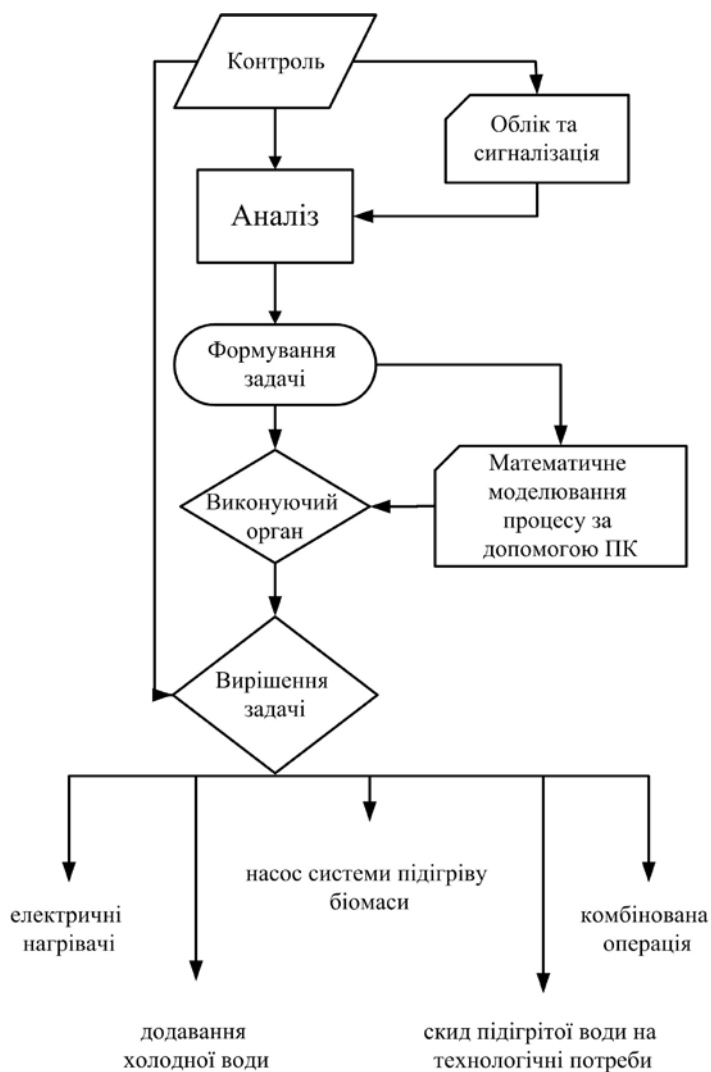 Контроль
Облік та
сигналізація
Аналіз
Формування
задачі
Математичне
моделювання
процесу за
допомогою ПК
Виконуючий
орган
Вирішення
задачі
насос системи підігріву
біомаси
електричні
нагрівачі
комбінована
операція
додавання
холодної води
скид підігрітої води на
технологічні потреби